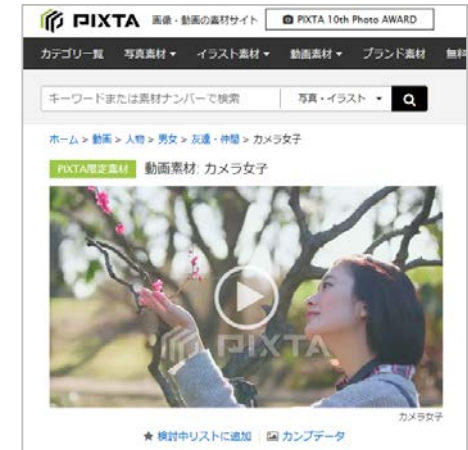 PIXTA 画像・動画の素材サイト PIXTA 10th Photo AWARD
カテゴリ一覧 写真素材 イラスト素材 動画素材 ブランド素材 無料
キーワードまたは素材ナンバーで検索 写真・イラスト
ホーム > 動画 > 人物 > 男女 > 友達・仲間 > カメラ女子
PIXTA限定素材 動画素材: カメラ女子
PIXTA
カメラ女子
★ 検討中リストに追加 カンプデータ